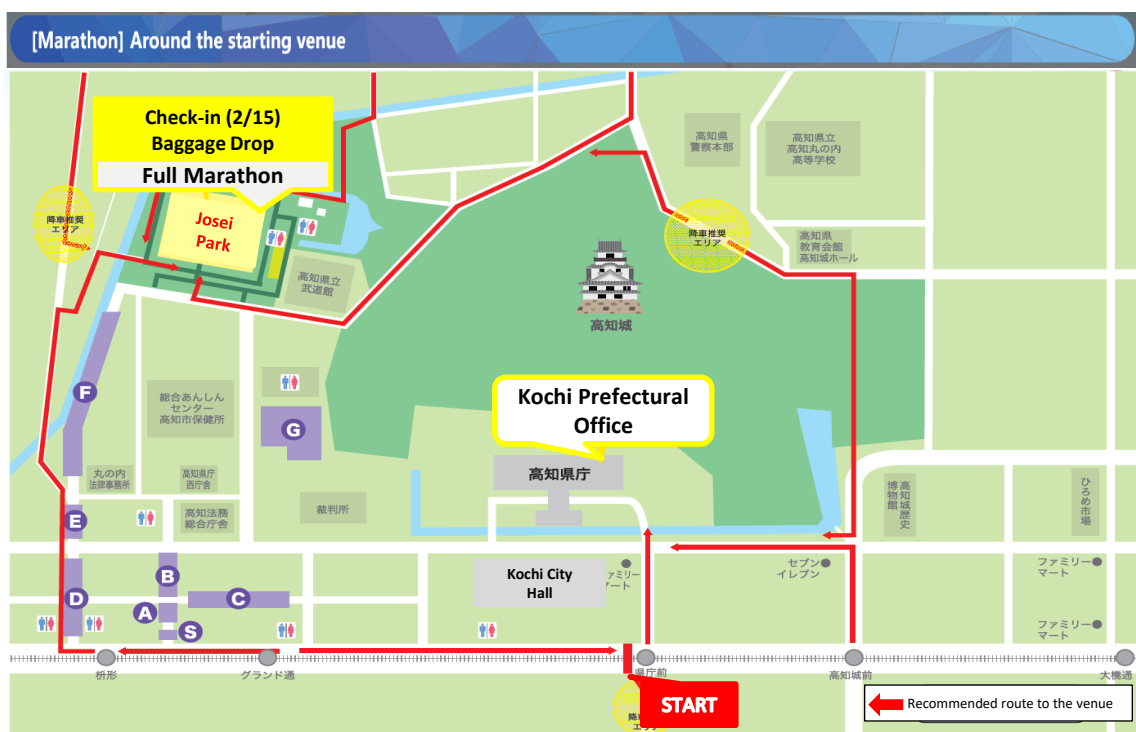 [Marathon] Around the starting venue
Check-in (2/15)
Baggage Drop
Full Marathon
高知県
警察本部
高知県立
高知丸の内
高等学校
降車推奨
エリア
Josei
Park
降車推奨
エリア
高知県
教育会館
高知城ホール
高知県立
武道館
高知城
F
総合あんしん
センター
高知市保健所
Kochi Prefectural
Office
G
丸の内
法律事務所
高知県庁
西庁舎
高知県庁
高知城歴史
博物館
ひろめ市場
E
高知法務
総合庁舎
裁判所
B
Kochi City
Hall
ファミリー
マート
セブン
イレブン
ファミリー
マート
D
C
A
S
ファミリー
マート
枡形
グランド通
県庁前
高知城前
大橋通
START
Recommended route to the venue